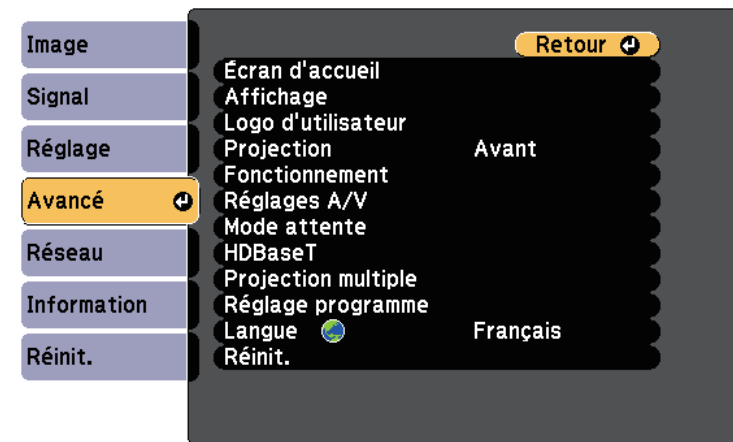 Image
Signal
Réglage
Avancé
Réseau
Information
Réinit.
Retour
Écran d'accueil
Affichage
Logo d'utilisateur
Projection Avant
Fonctionnement
Réglages A/V
Mode attente
HDBaseT
Projection multiple
Réglage programme
Langue Français
Réinit.